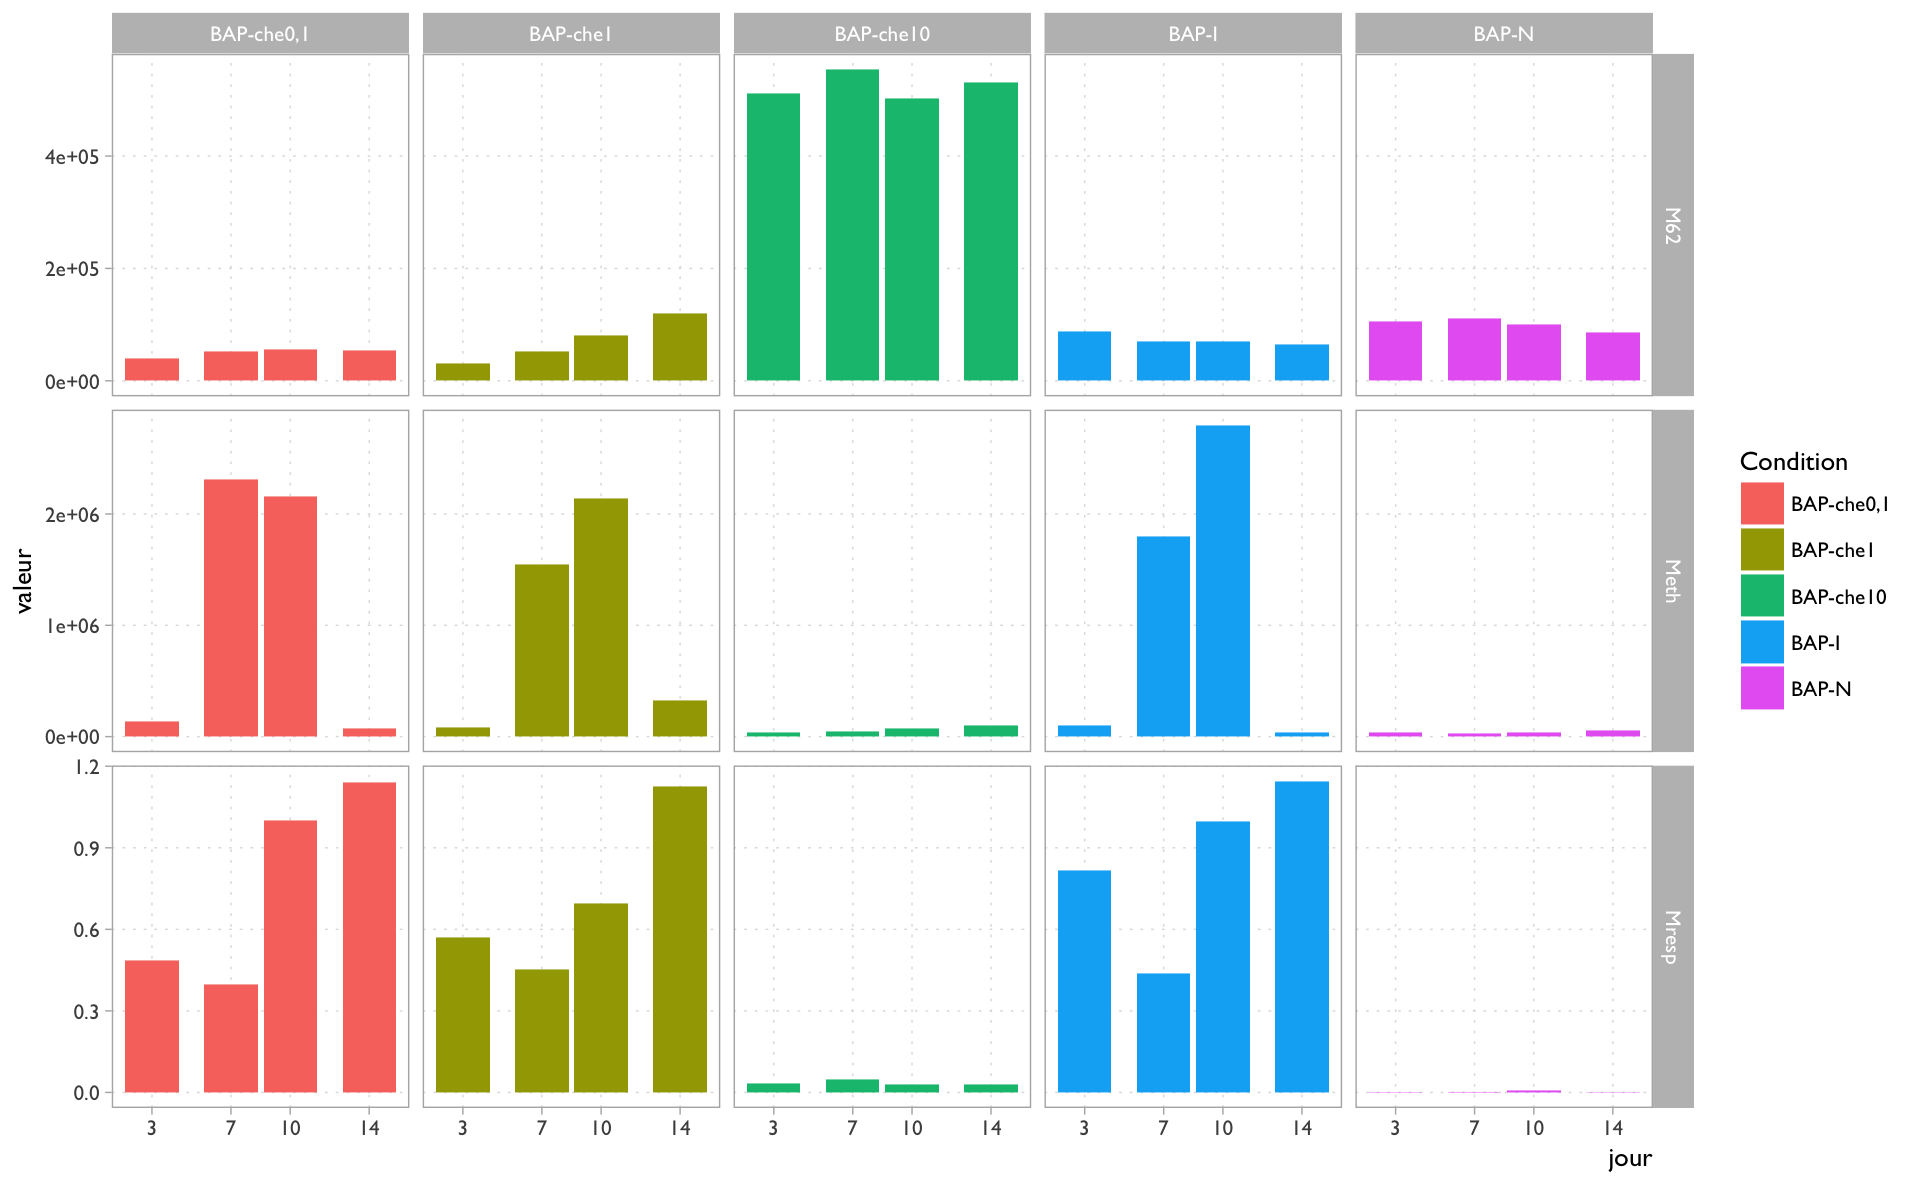 BAP-che0,1 BAP-che1 BAP-che10 BAP-I BAP-N
4e+05
2e+05
0e+00
M62
2e+06
1e+06
0e+00
Meth
1.2
0.9
0.6
0.3
0.0
Mresp
valeur
3 7 10 14 3 7 10 14 3 7 10 14 3 7 10 14 3 7 10 14
jour
Condition
BAP-che0,1
BAP-che1
BAP-che10
BAP-I
BAP-N